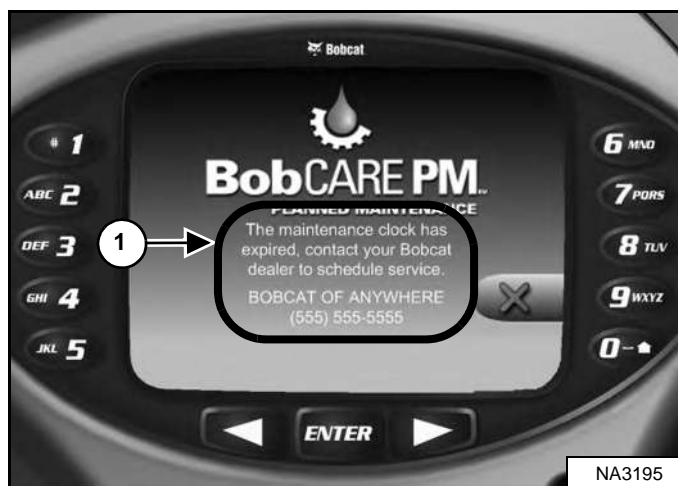 Bobcat
# 1
ABC 2
DEF 3
GHI 4
JKL 5
6 MNO
7 PQRS
8 TUV
9 WXYZ
0
BobCARE PM
PLANNED MAINTENANCE
The maintenance clock has
expired, contact your Bobcat
dealer to schedule service.
BOBCAT OF ANYWHERE
(555) 555-5555
1
ENTER
NA3195